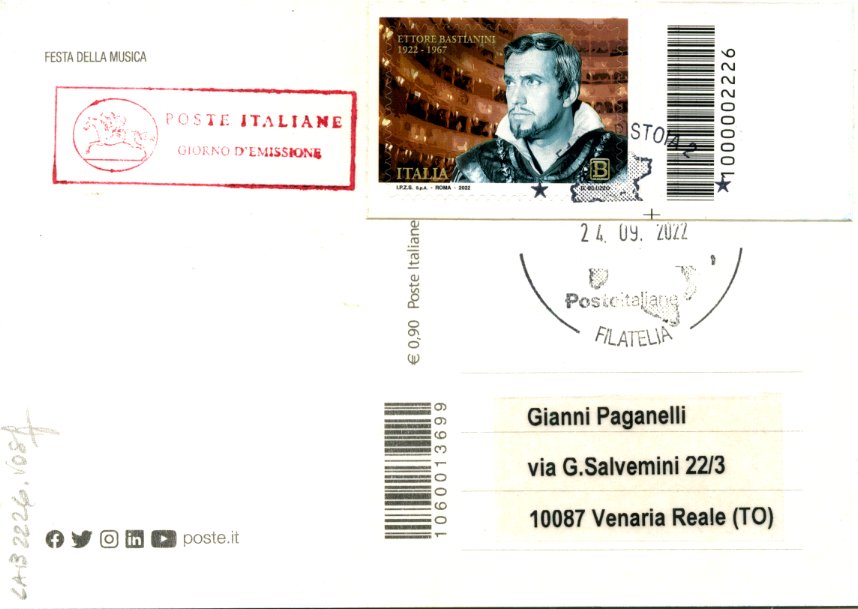 FESTA DELLA MUSICA
POSTE ITALIANE
GIORNO D'EMISSIONE
ETTORE BASTIANINI
1922 - 1967
ITALIA
B
I.P.Z.S. S.p.A. - ROMA - 2022
1000002226
24. 09. 2022
Posteitaliane
FILATELIA
€ 0,90 Poste Italiane
10600013699
Gianni Paganelli
via G.Salvemini 22/3
10087 Venaria Reale (TO)
poste.it